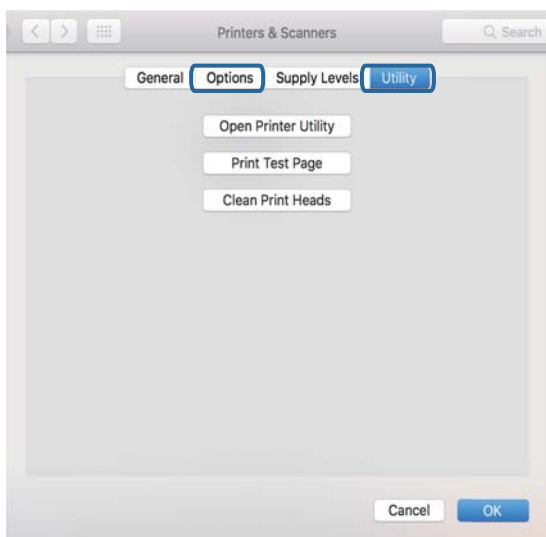 Printers & Scanners Search
General Options Supply Levels Utility
Open Printer Utility
Print Test Page
Clean Print Heads
Cancel OK